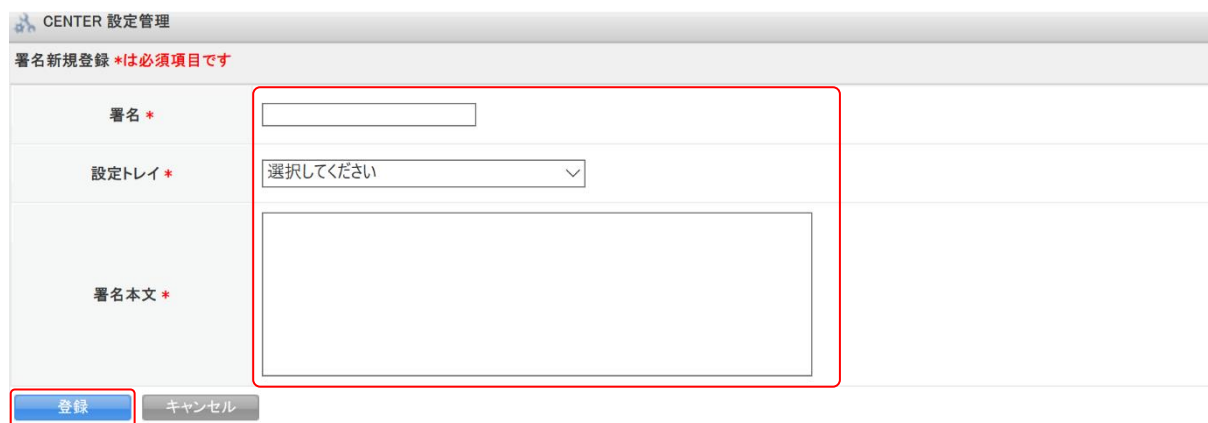 CENTER 設定管理
署名新規登録 *は必須項目です
署名 *
設定トレイ * 選択してください
署名本文 *
登録 キャンセル